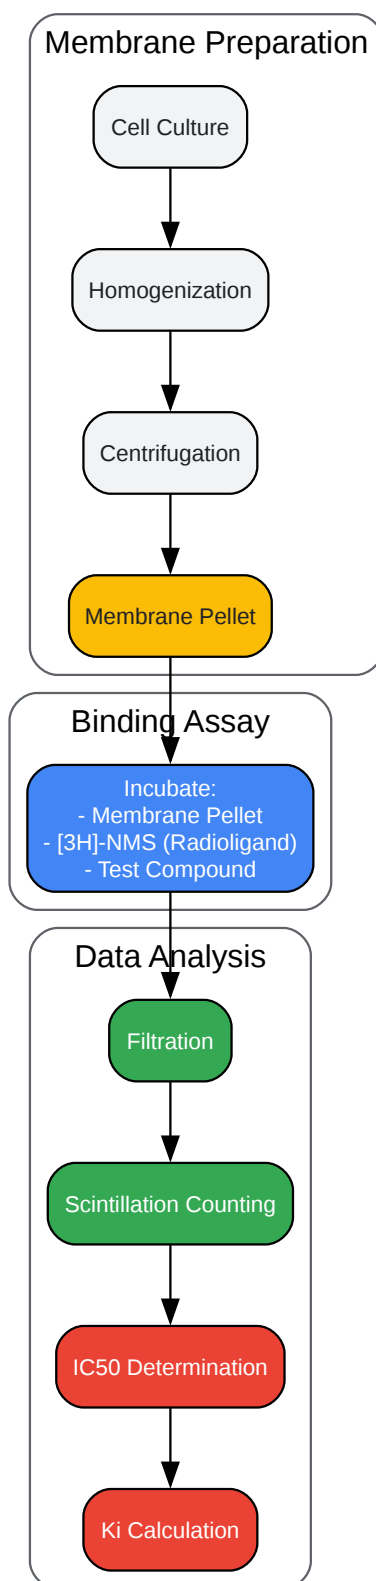 Membrane Preparation
Cell Culture
Homogenization
Centrifugation
Membrane Pellet
Binding Assay
Incubate:
- Membrane Pellet
- [3H]-NMS (Radioligand)
- Test Compound
Data Analysis
Filtration
Scintillation Counting
IC50 Determination
Ki Calculation